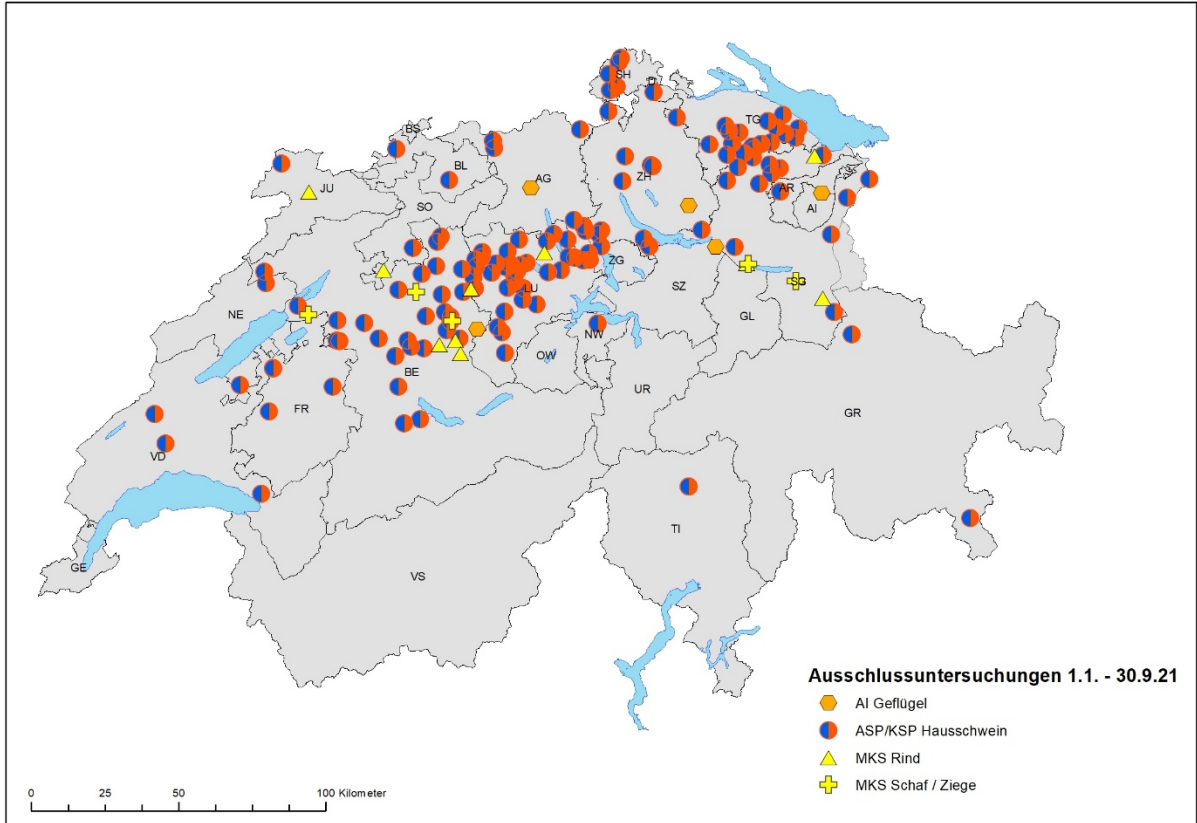 SH
TG
BS
BL
AG
ZH
JU
SO
AR
AI
ZG
LU
SZ
SG
NE
GL
NW
OW
BE
UR
FR
GR
VD
TI
VS
GE
Ausschlussuntersuchungen 1.1. - 30.9.21
AI Geflügel
ASP/KSP Hausschwein
MKS Rind
MKS Schaf / Ziege
0 25 50 100 Kilometer